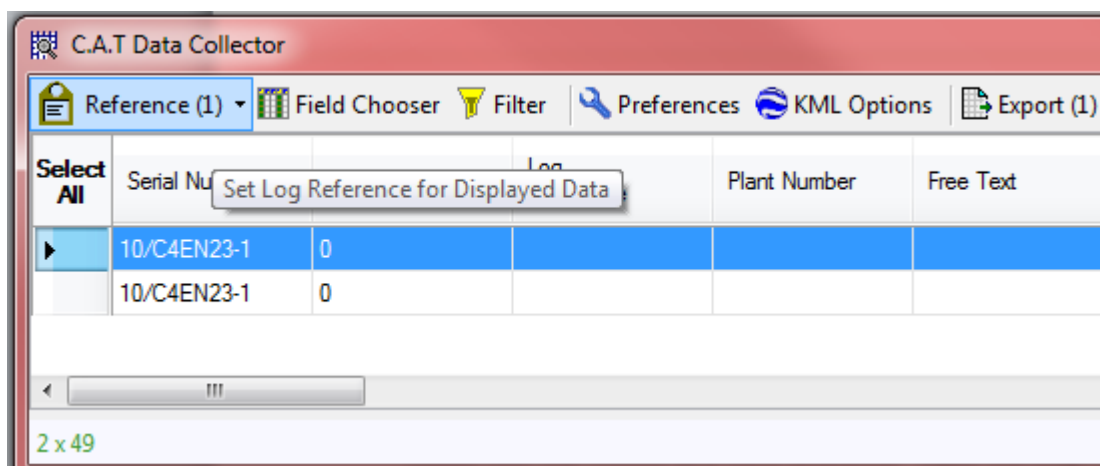 C.A.T Data Collector
Reference (1) Field Chooser Filter Preferences KML Options Export (1)
Select All Serial Nu Log Plant Number Free Text
Set Log Reference for Displayed Data
10/C4EN23-1 0
10/C4EN23-1 0
2 x 49